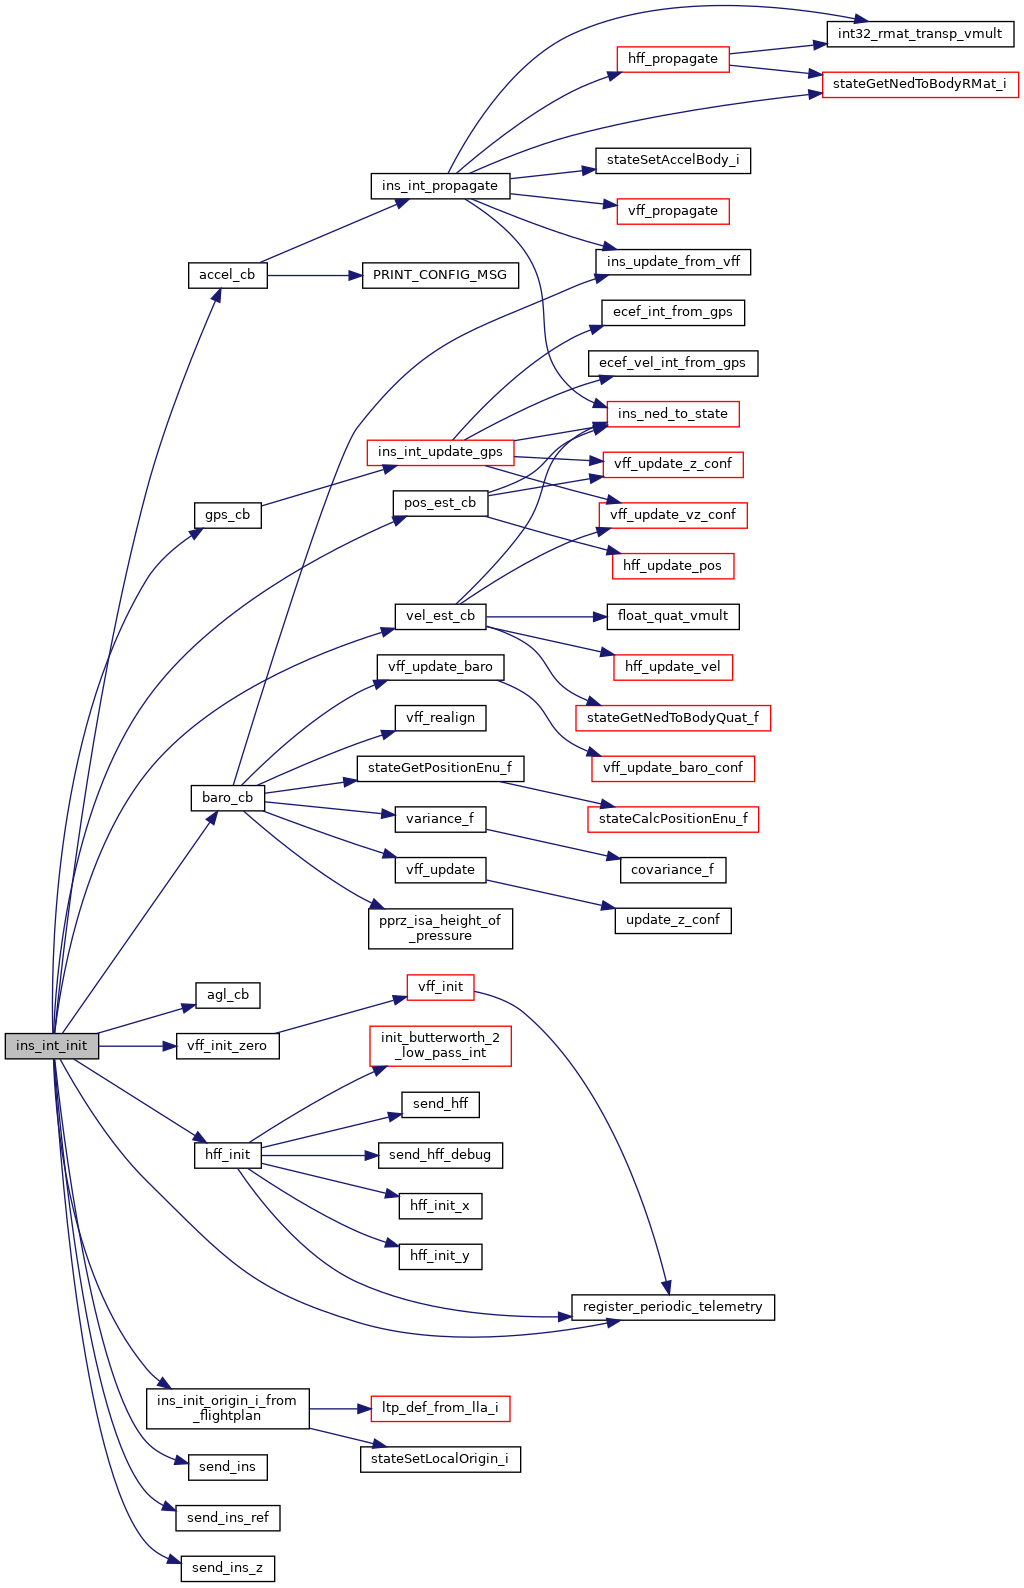 int32_rmat_transp_vmult
hff_propagate
stateGetNedToBodyRMat_i
stateSetAccelBody_i
ins_int_propagate
vff_propagate
ins_update_from_vff
accel_cb
PRINT_CONFIG_MSG
ecef_int_from_gps
ecef_vel_int_from_gps
ins_ned_to_state
ins_int_update_gps
vff_update_z_conf
pos_est_cb
gps_cb
vff_update_vz_conf
hff_update_pos
vel_est_cb
float_quat_vmult
vff_update_baro
hff_update_vel
vff_realign
stateGetNedToBodyQuat_f
stateGetPositionEnu_f
vff_update_baro_conf
baro_cb
variance_f
stateCalcPositionEnu_f
vff_update
covariance_f
pprz_isa_height_of
_pressure
update_z_conf
vff_init
agl_cb
ins_int_init
vff_init_zero
init_butterworth_2
_low_pass_int
send_hff
hff_init
send_hff_debug
hff_init_x
hff_init_y
register_periodic_telemetry
ins_init_origin_i_from
_flightplan
ltp_def_from_lla_i
stateSetLocalOrigin_i
send_ins
send_ins_ref
send_ins_z